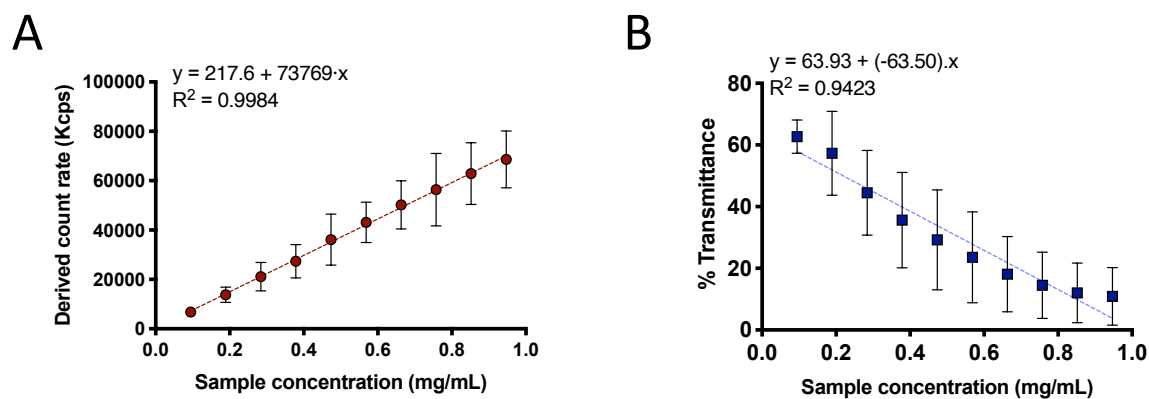 A
y = 217.6 + 73769·x
R² = 0.9984
Derived count rate (Kcps)
100000
80000
60000
40000
20000
0
0.0 0.2 0.4 0.6 0.8 1.0
Sample concentration (mg/mL)
B
y = 63.93 + (-63.50).x
R² = 0.9423
% Transmittance
80
60
40
20
0
0.0 0.2 0.4 0.6 0.8 1.0
Sample concentration (mg/mL)